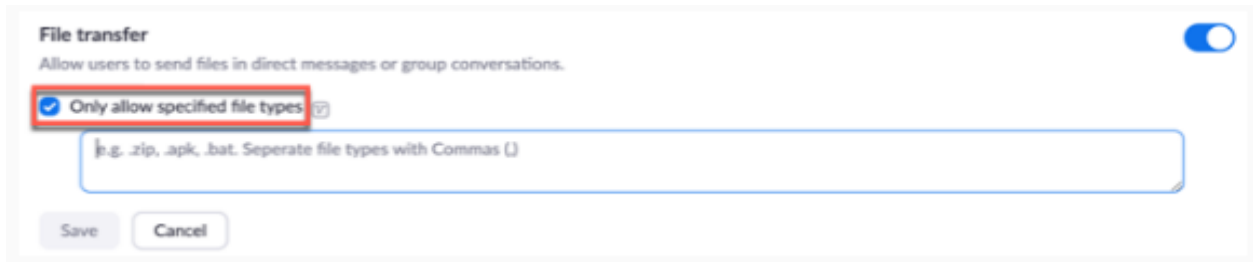 File transfer
Allow users to send files in direct messages or group conversations.
Only allow specified file types
e.g. .zip, .apk, .bat. Seperate file types with Commas (,)
Save
Cancel